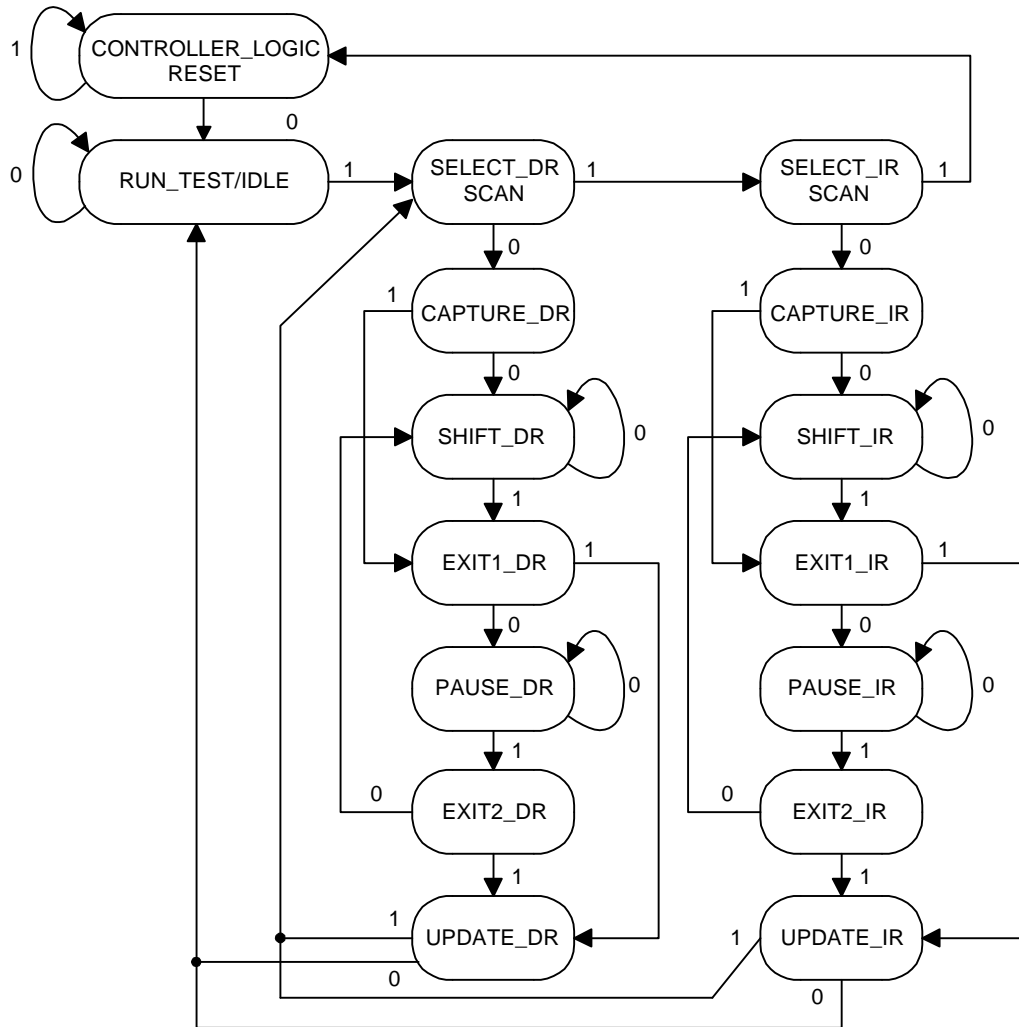 1
CONTROLLER_LOGIC
RESET
0
0
RUN_TEST/IDLE
1
SELECT_DR
SCAN
1
SELECT_IR
SCAN
1
0
0
1
CAPTURE_DR
1
CAPTURE_IR
0
0
SHIFT_DR
0
SHIFT_IR
0
1
1
EXIT1_DR
1
EXIT1_IR
1
0
0
PAUSE_DR
0
PAUSE_IR
0
1
1
0
EXIT2_DR
0
EXIT2_IR
1
1
1
UPDATE_DR
0
1
UPDATE_IR
0